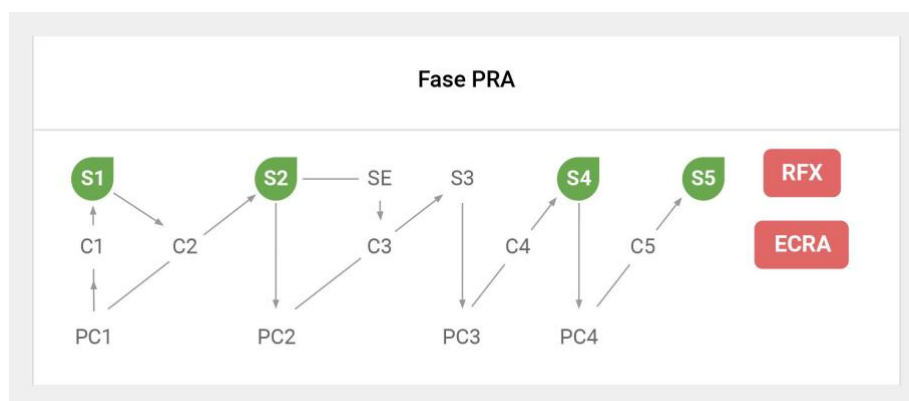 Fase PRA
S1 S2 SE S3 S4 S5 RFX
C1 C2 C3 C4 C5 ECRA
PC1 PC2 PC3 PC4